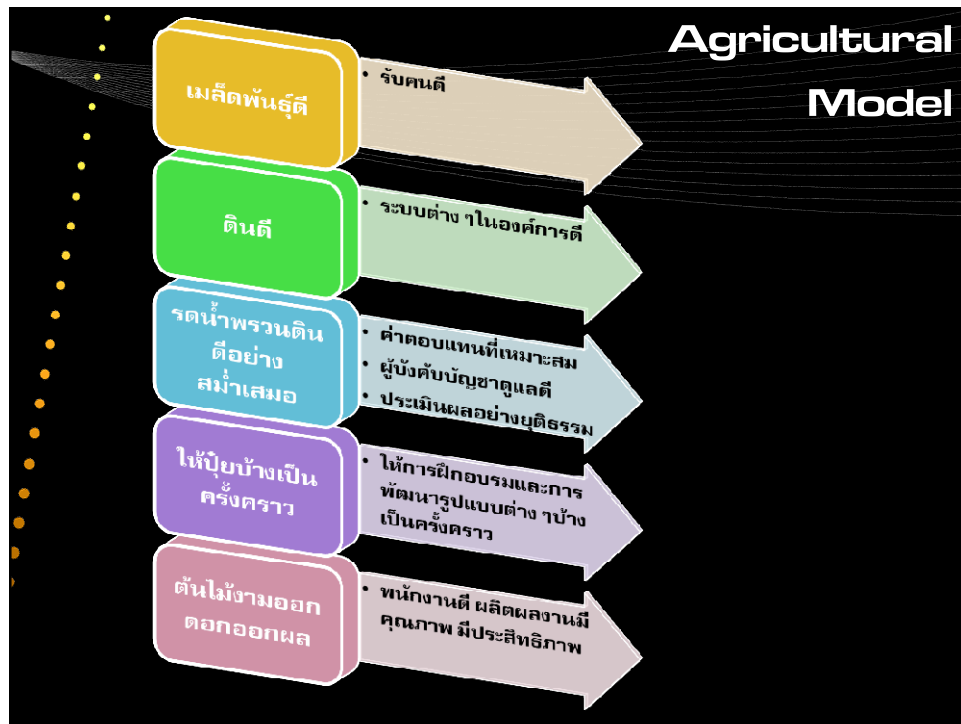 Agricultural
Model
เมล็ดพันธุ์ดี
• รับคนดี
ดินดี
• ระบบต่าง ๆในองค์การดี
รดน้ำพรวนดิน
ดีอย่าง
สม่ำเสมอ
• ค่าตอบแทนที่เหมาะสม
• ผู้บังคับบัญชาดูแลดี
• ประเมินผลอย่างยุติธรรม
ให้ปุ๋ยบ้างเป็น
ครั้งคราว
• ให้การฝึกอบรมและการ
พัฒนารูปแบบต่าง ๆบ้าง
เป็นครั้งคราว
ต้นไม้งามออก
ดอกออกผล
• พนักงานดี ผลิตผลงานมี
คุณภาพ มีประสิทธิภาพ